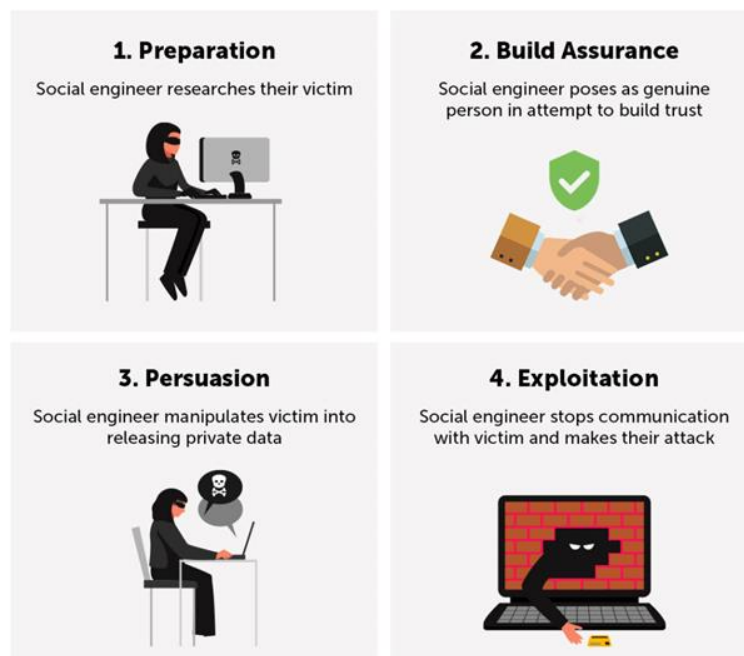 1. Preparation
Social engineer researches their victim
2. Build Assurance
Social engineer poses as genuine
person in attempt to build trust
3. Persuasion
Social engineer manipulates victim into
releasing private data
4. Exploitation
Social engineer stops communication
with victim and makes their attack